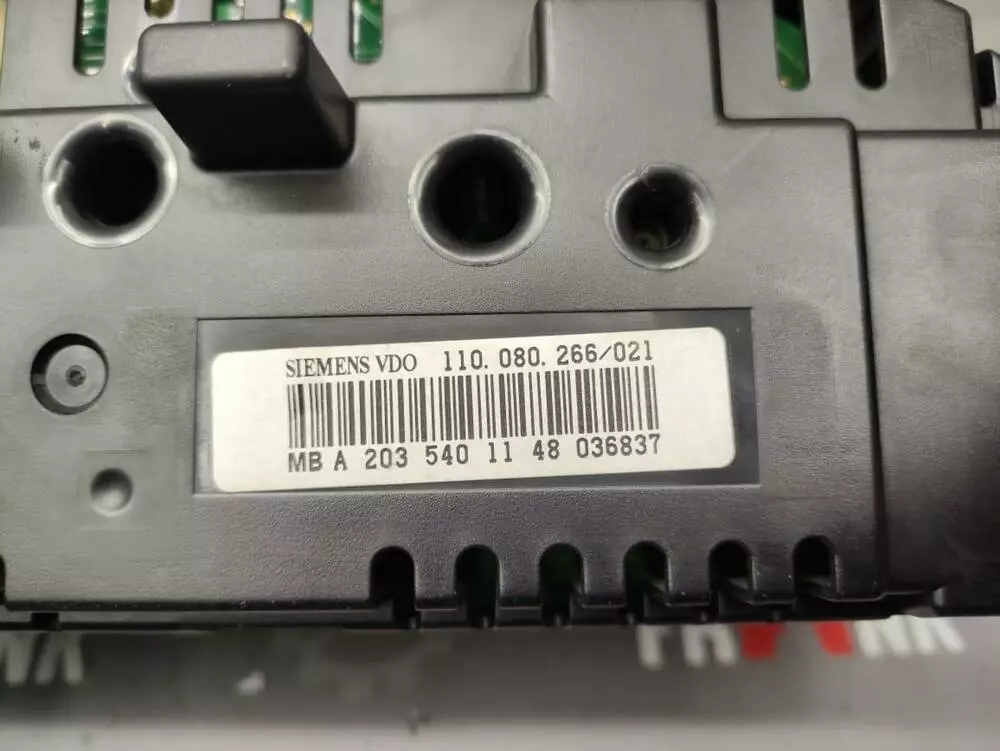 SIEMENS VDO 110.080.266/021
MB A 203 540 11 48 036837